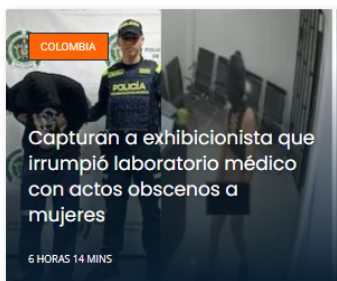 COLOMBIA
POLICÍA
Capturan a exhibicionista que
irrumpió laboratorio médico
con actos obscenos a
mujeres
6 HORAS 14 MINS